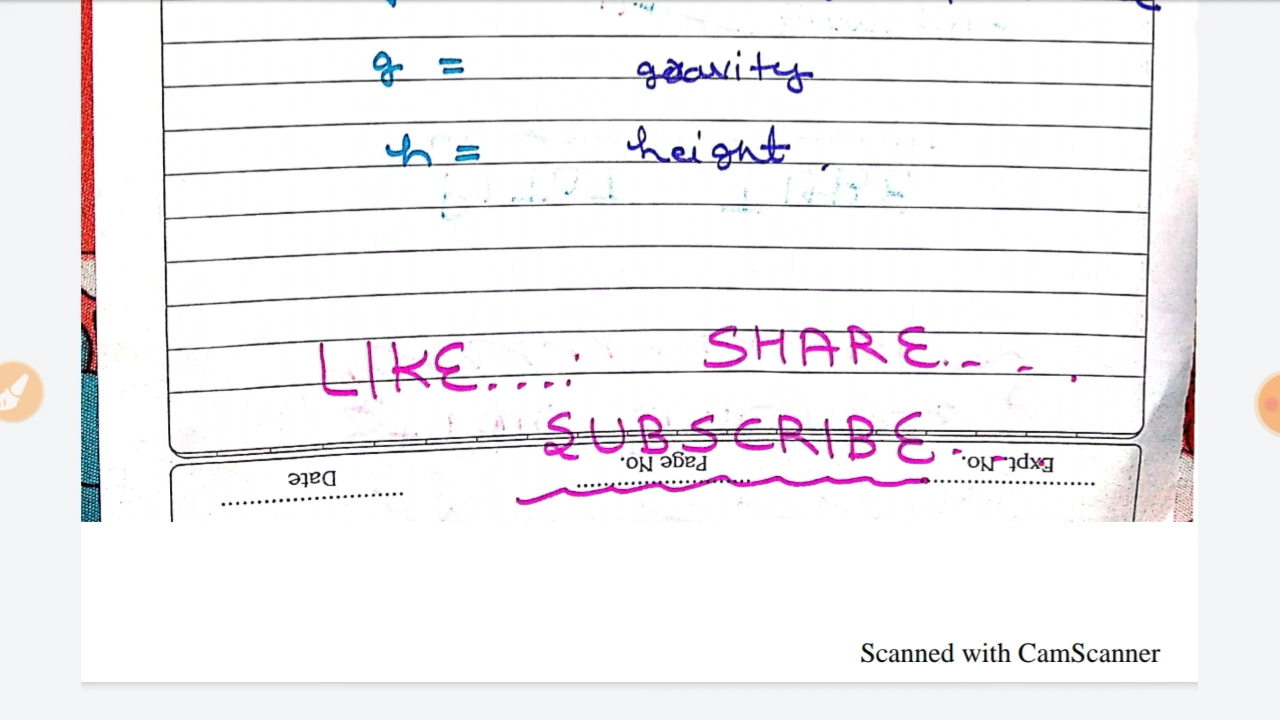 g = gravity
h = height.
LIKE.... SHARE....
SUBSCRIBE...
Expt. No. Page No. Date
Scanned with CamScanner